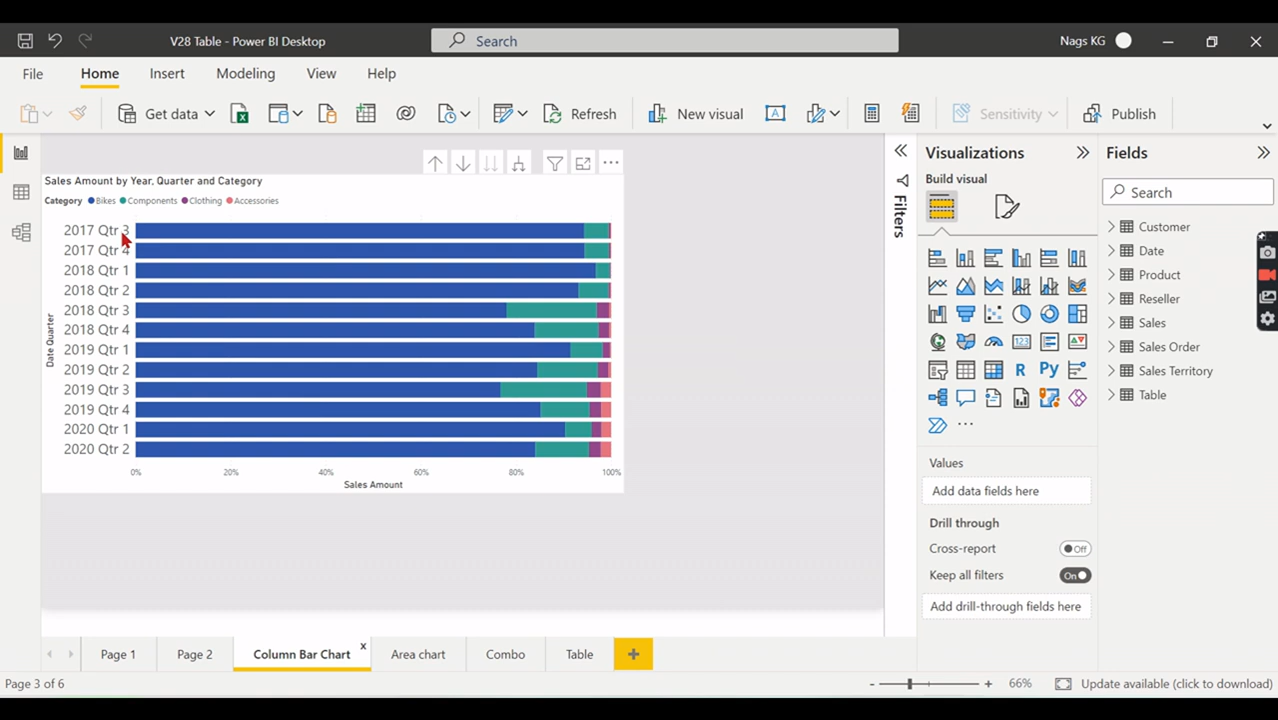 V28 Table - Power BI Desktop
Search
Nags KG
File
Home
Insert
Modeling
View
Help
Get data
Refresh
New visual
Sensitivity
Publish
Sales Amount by Year, Quarter and Category
Category Bikes Components Clothing Accessories
Date Quarter
2017 Qtr 3
2017 Qtr 4
2018 Qtr 1
2018 Qtr 2
2018 Qtr 3
2018 Qtr 4
2019 Qtr 1
2019 Qtr 2
2019 Qtr 3
2019 Qtr 4
2020 Qtr 1
2020 Qtr 2
0% 20% 40% 60% 80% 100%
Sales Amount
Filters
Visualizations
Build visual
123
R
Py
Values
Add data fields here
Drill through
Cross-report
Off
Keep all filters
On
Add drill-through fields here
Fields
Search
Customer
Date
Product
Reseller
Sales
Sales Order
Sales Territory
Table
Page 1
Page 2
Column Bar Chart
x
Area chart
Combo
Table
Page 3 of 6
66%
Update available (click to download)